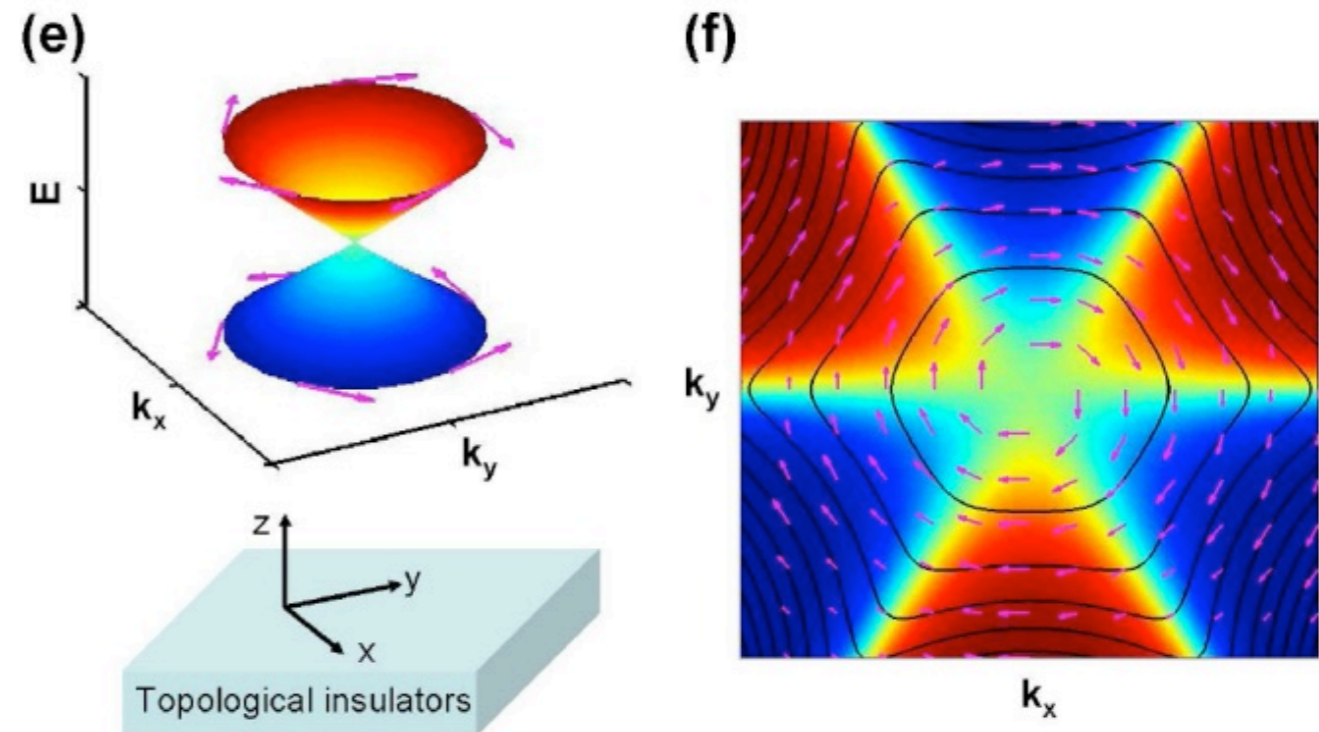 (e)
E
kx
ky
z
y
x
Topological insulators
(f)
ky
kx